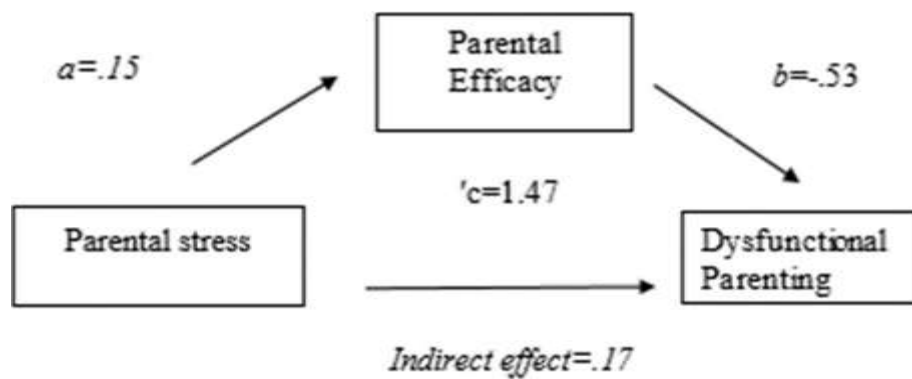 Parental
Efficacy
a=.15
b=-.53
'c=1.47
Parental stress
Dysfunctional
Parenting
Indirect effect=.17